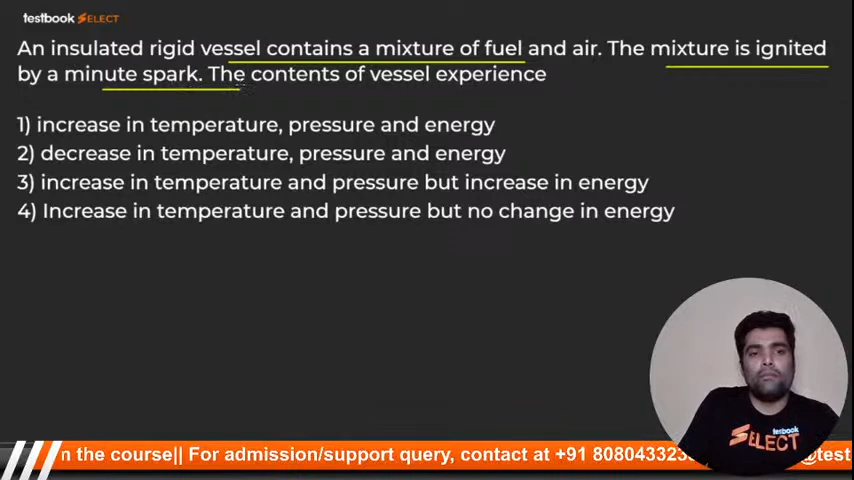 testbook SELECT
An insulated rigid vessel contains a mixture of fuel and air. The mixture is ignited
by a minute spark. The contents of vessel experience
1) increase in temperature, pressure and energy
2) decrease in temperature, pressure and energy
3) increase in temperature and pressure but increase in energy
4) Increase in temperature and pressure but no change in energy
testbook
SELECT
n the course|| For admission/support query, contact at +91 808043323 @test